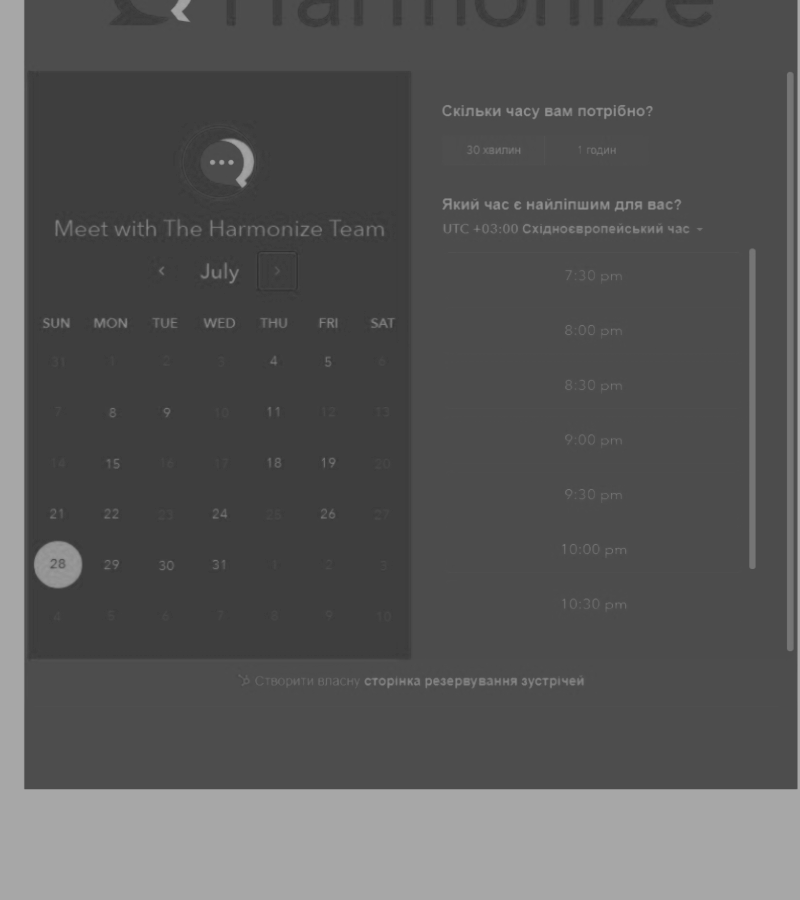 Harmonize
Meet with The Harmonize Team
July
SUN MON TUE WED THU FRI SAT
31 1 2 3 4 5 6
7 8 9 10 11 12 13
14 15 16 17 18 19 20
21 22 23 24 25 26 27
28 29 30 31 1 2 3
4 5 6 7 8 9 10
Скільки часу вам потрібно?
30 хвилин 1 годин
Який час є найліпшим для вас?
UTC +03:00 Східноєвропейський час
7:30 pm
8:00 pm
8:30 pm
9:00 pm
9:30 pm
10:00 pm
10:30 pm
Створити власну сторінка резервування зустрічей